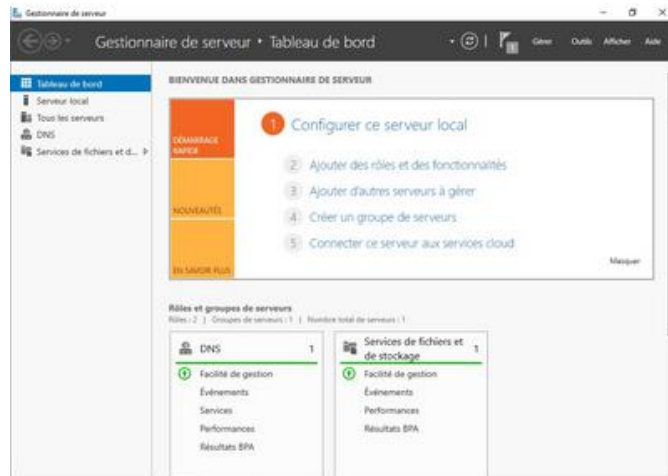 Gestionnaire de serveur
Gestionnaire de serveur • Tableau de bord
1
Gérer Outils Afficher Aide
Tableau de bord
Serveur local
Tous les serveurs
DNS
Services de fichiers et d...
BIENVENUE DANS GESTIONNAIRE DE SERVEUR
DÉMARRAGE
RAPIDE
NOUVEAUTÉS
EN SAVOIR PLUS
1 Configurer ce serveur local
2 Ajouter des rôles et des fonctionnalités
3 Ajouter d'autres serveurs à gérer
4 Créer un groupe de serveurs
5 Connecter ce serveur aux services cloud
Masquer
Rôles et groupes de serveurs
Rôles : 2 | Groupes de serveurs : 1 | Nombre total de serveurs : 1
DNS 1
Facilité de gestion
Événements
Services
Performances
Résultats BPA
Services de fichiers et
de stockage 1
Facilité de gestion
Événements
Performances
Résultats BPA